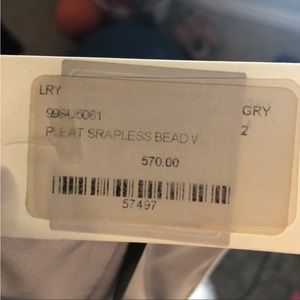 LRY
99SU5061 GRY
PLEAT SRAPLESS BEAD V 2
570.00
57497